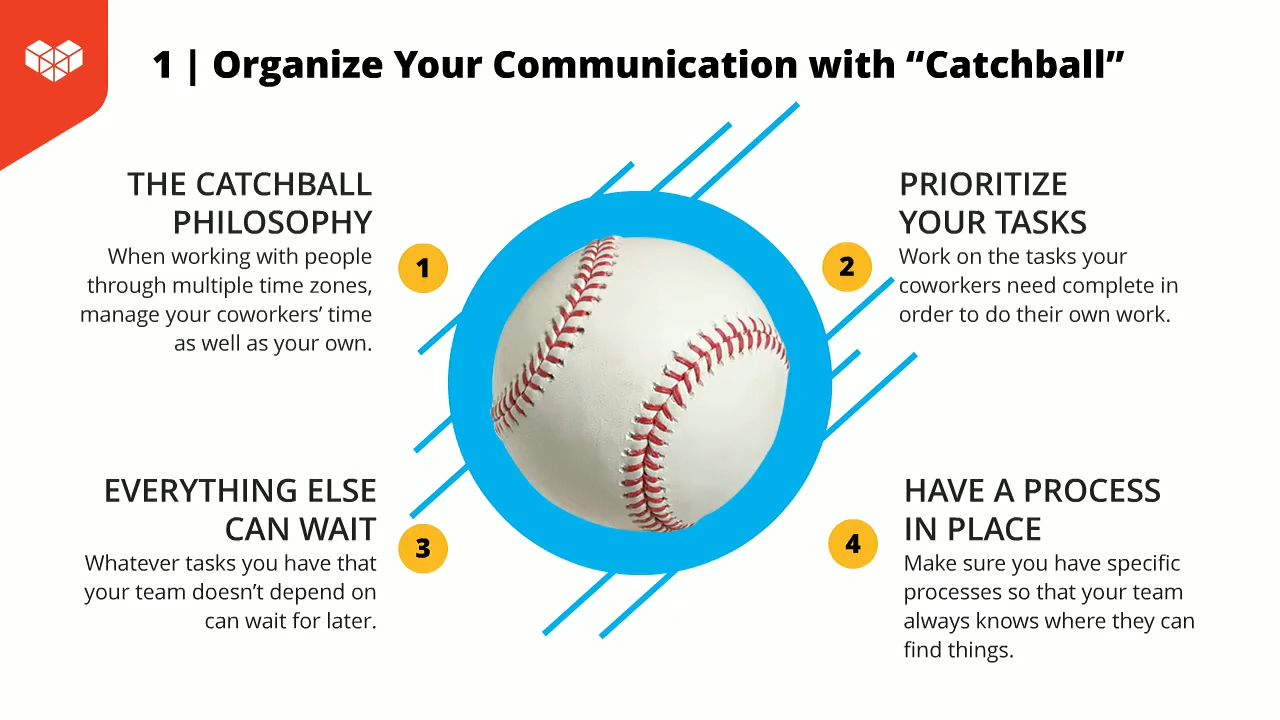 1 | Organize Your Communication with “Catchball”
THE CATCHBALL
PHILOSOPHY
When working with people
through multiple time zones,
manage your coworkers’ time
as well as your own.
1
2
PRIORITIZE
YOUR TASKS
Work on the tasks your
coworkers need complete in
order to do their own work.
EVERYTHING ELSE
CAN WAIT
Whatever tasks you have that
your team doesn’t depend on
can wait for later.
3
4
HAVE A PROCESS
IN PLACE
Make sure you have specific
processes so that your team
always knows where they can
find things.